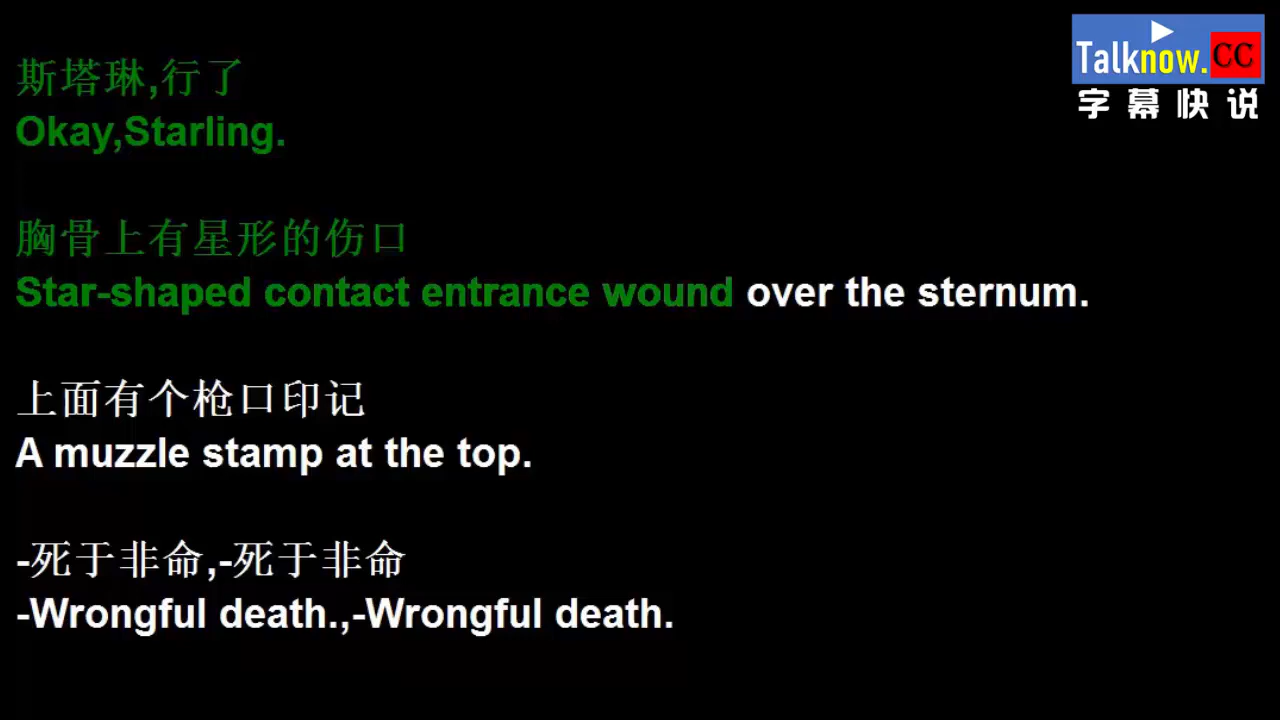 Talknow.CC
字幕快说
斯塔琳,行了
Okay,Starling.
胸骨上有星形的伤口
Star-shaped contact entrance wound over the sternum.
上面有个枪口印记
A muzzle stamp at the top.
-死于非命,-死于非命
-Wrongful death.,-Wrongful death.